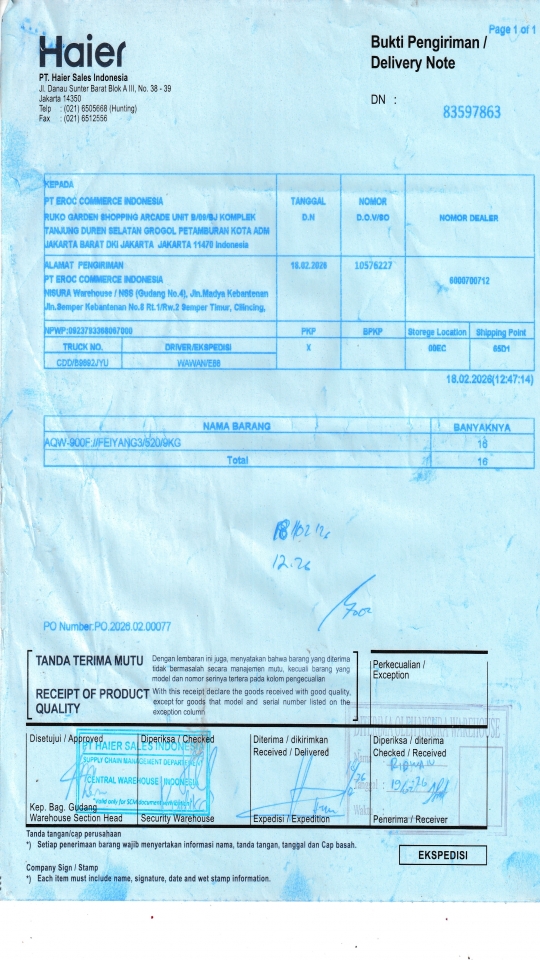 Page 1 of 1
Haier
Bukti Pengiriman /
Delivery Note
PT. Haier Sales Indonesia
Jl. Danau Sunter Barat Blok A III, No. 38 - 39
Jakarta 14350
Telp : (021) 6505668 (Hunting)
Fax : (021) 6512556
DN : 83597863
KEPADA
PT EROC COMMERCE INDONESIA
RUKO GARDEN SHOPPING ARCADE UNIT B/09/BJ KOMPLEK
TANJUNG DUREN SELATAN GROGOL PETAMBURAN KOTA ADM
JAKARTA BARAT DKI JAKARTA JAKARTA 11470 Indonesia
TANGGAL
D.N
NOMOR
D.O.V/SO
NOMOR DEALER
ALAMAT PENGIRIMAN
PT EROC COMMERCE INDONESIA
NISURA Warehouse / N56 (Gudang No.4), Jln.Madya Kebantenan
Jln.Semper Kebantenan No.8 Rt.1/Rw.2 Semper Timur, Cilincing,
18.02.2026
10576227
6000700712
NPWP:0923793368067000
PKP
BPKP
Storege Location
Shipping Point
TRUCK NO.
DRIVER/EKSPEDISI
X
00EC
65D1
CDD/B9892/YU
WAWAN/E66
18.02.2026(12:47:14)
NAMA BARANG
BANYAKNYA
AQW-900F://FEIYANG3/520/9KG
16
Total
16
18/02 26
12.26
PO Number:PO.2026.02.00077
TANDA TERIMA MUTU
Dengan lembaran ini juga, menyatakan bahwa barang yang diterima
tidak bermasalah secara manajemen mutu, kecuali barang yang
model dan nomor serinya tertera pada kolom pengecualian
RECEIPT OF PRODUCT
QUALITY
With this receipt declare the goods received with good quality,
except for goods that model and serial number listed on the
exception column
Perkecualian /
Exception
Disetujui / Approved
Diperiksa / Checked
Diterima / dikirimkan
Received / Delivered
Diperiksa / diterima
Checked / Received
PT HAIER SALES INDONESIA
SUPPLY CHAIN MANAGEMENT DEPARTMENT
CENTRAL WAREHOUSE INDONESIA
Valid only for SCM document
Kep. Bag. Gudang
Warehouse Section Head
Security Warehouse
Expedisi / Expedition
Penerima / Receiver
Tanda tangan/cap perusahaan
*) Setiap penerimaan barang wajib menyertakan informasi nama, tanda tangan, tanggal dan Cap basah.
EKSPEDISI
Company Sign / Stamp
*) Each item must include name, signature, date and wet stamp information.